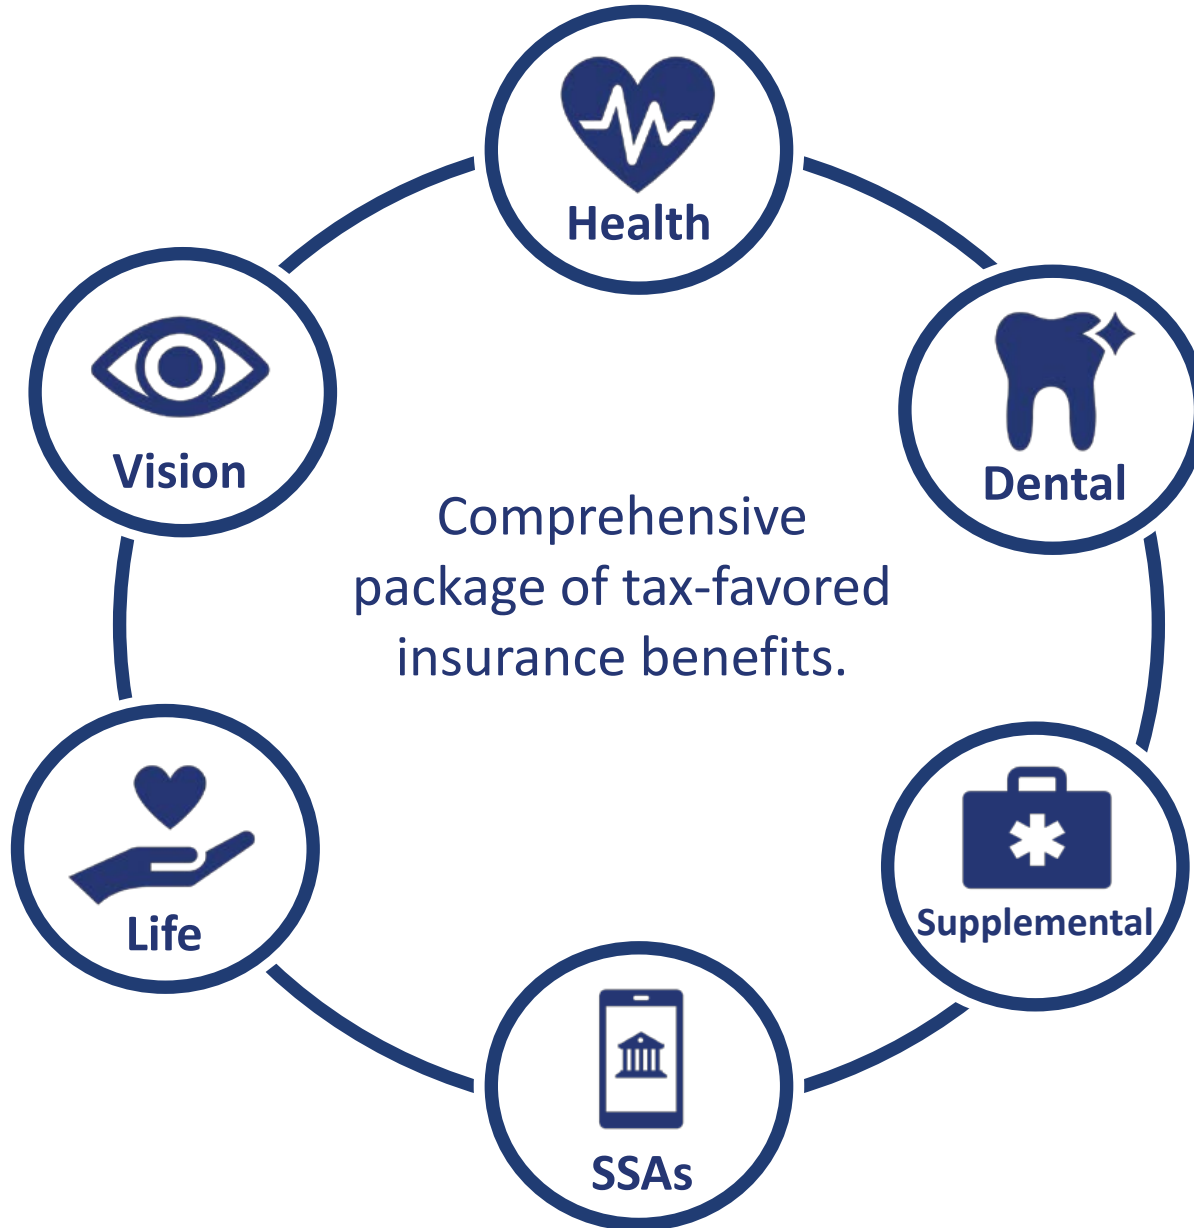 Health
Vision
Dental
Comprehensive
package of tax-favored
insurance benefits.
Life
Supplemental
SSAs